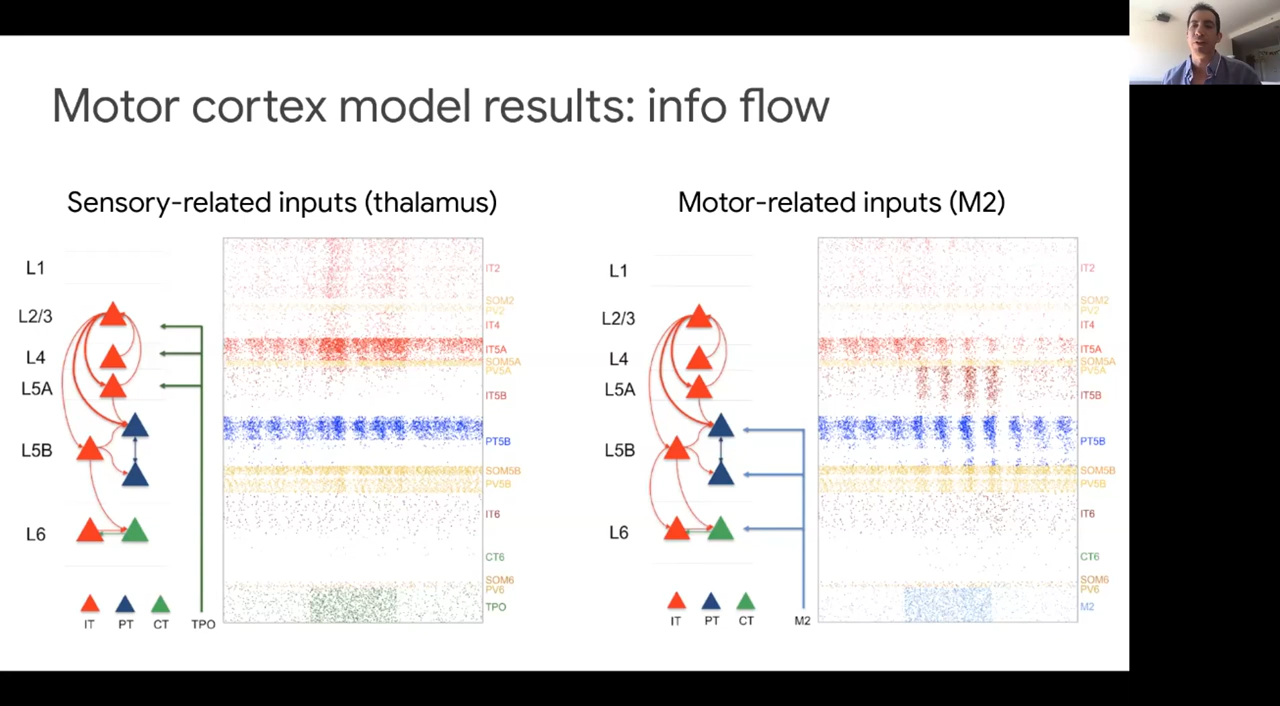 Motor cortex model results: info flow
Sensory-related inputs (thalamus)
L1
L2/3
L4
L5A
L5B
L6
IT
PT
CT
TPO
IT2
SOM2
PV2
IT4
IT5A
SOM5A
PV5A
IT5B
PT5B
SOM5B
PV5B
IT6
CT6
SOM6
PV6
TPO
Motor-related inputs (M2)
L1
L2/3
L4
L5A
L5B
L6
IT
PT
CT
M2
IT2
SOM2
PV2
IT4
IT5A
SOM5A
PV5A
IT5B
PT5B
SOM5B
PV5B
IT6
CT6
SOM6
PV6
M2